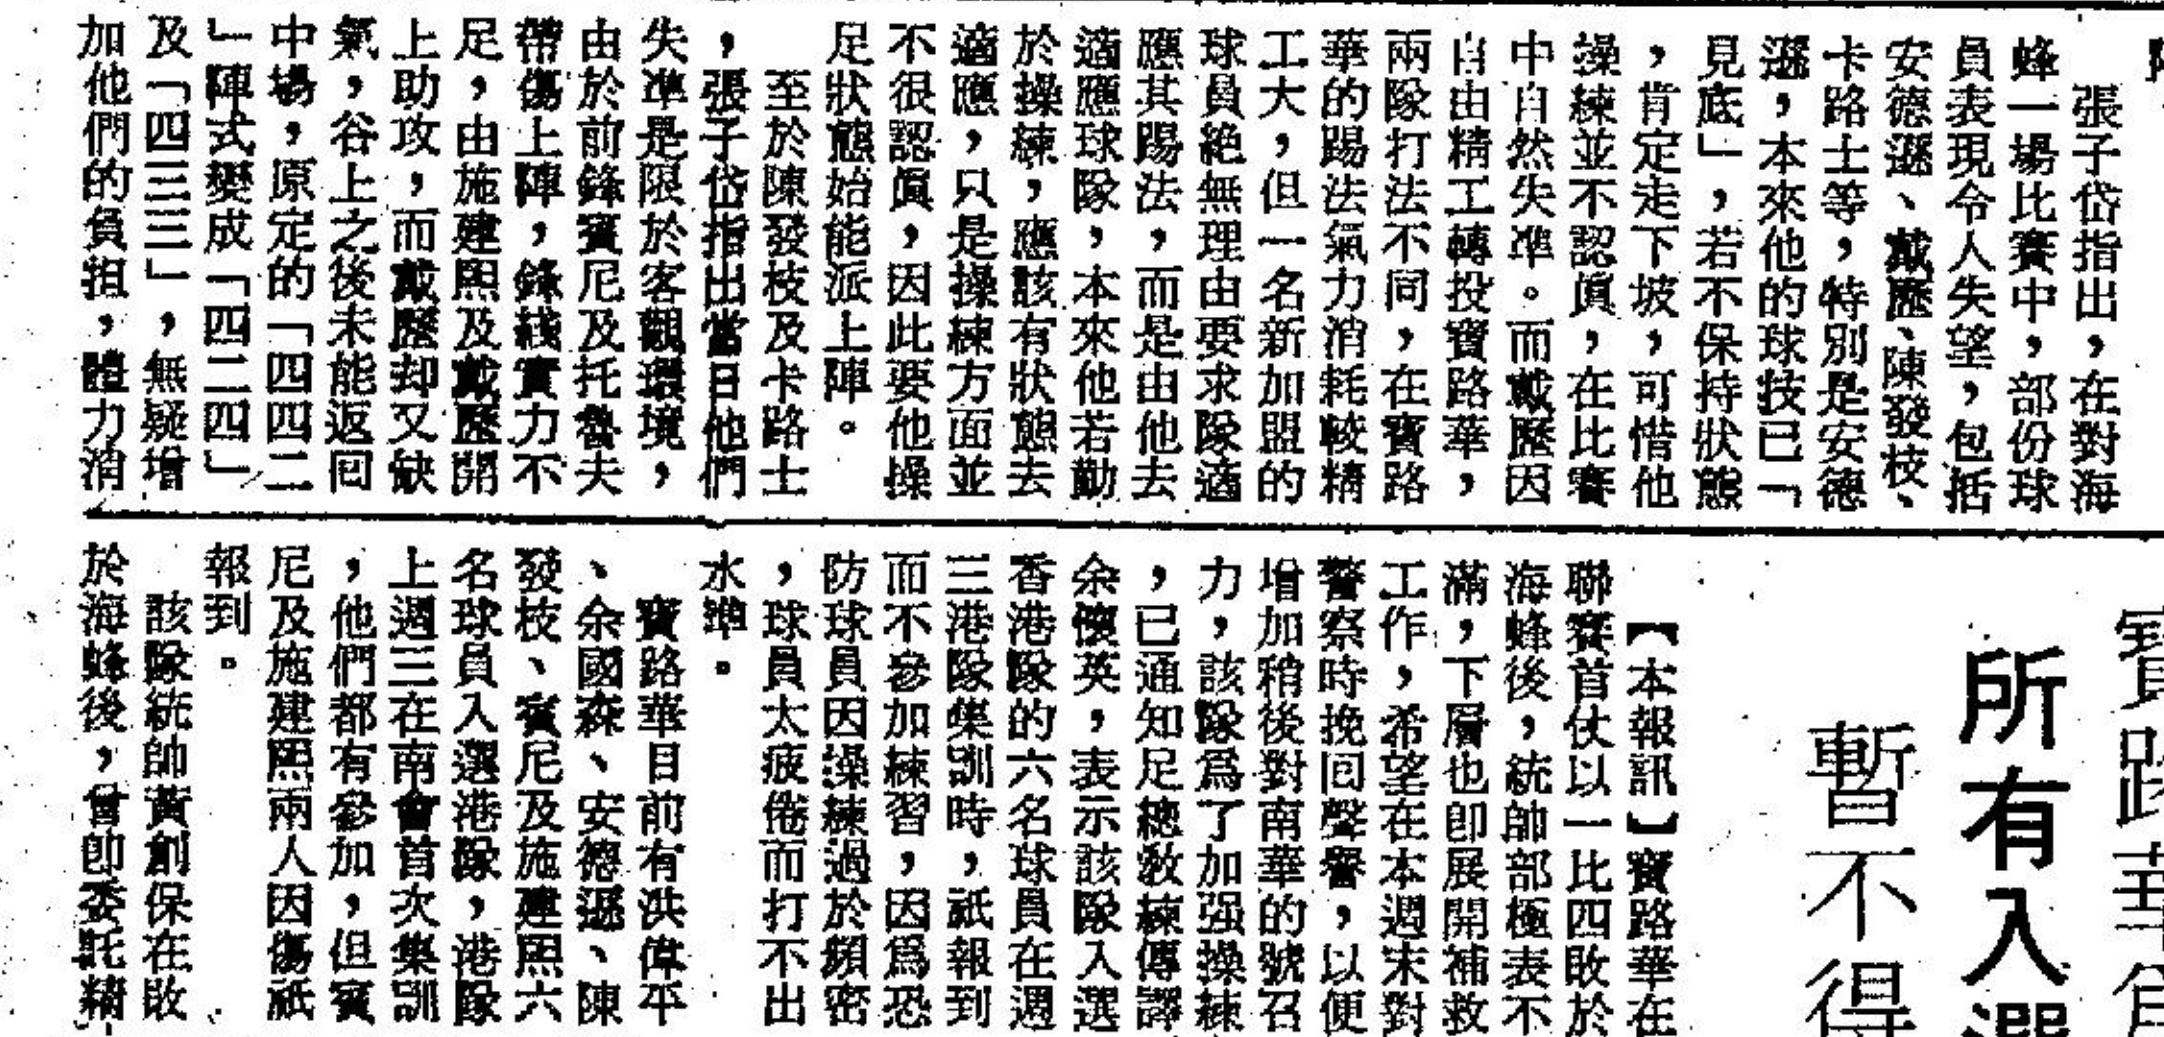 張子岱指出，在對海
蜂一場比賽中，部份球
員表現令人失望，包括
安德遜、戴歷、陳發枝、
卡路士等，特別是安德
遜，本來他的球技已「
見底」，若不保持狀態
，肯定走下坡，可惜他
操練並不認眞，在比賽
中自然失準。而戴歷因
自由精工轉投寶路華，
兩隊打法不同，在寶路
華的踢法氣力消耗較精
工大，但一名新加盟的
球員絕無理由要求隊適
應其踢法，而是由他去
適應球隊，本來他若勤
於操練，應該有狀態去
適應，只是操練方面並
不很認眞，因此要他操
足狀態始能派上陣。
至於陳發枝及卡路士
，張子岱指出當日他們
失準是限於客觀環境，
由於前鋒賓尼及托魯夫
帶傷上陣，鋒綫實力不
足，由施建熙及戴歷開
上助攻，而戴歷却又缺
氣，谷上之後未能返回
中場，原定的「四四二
」陣式變成「四二四」
及「四三三」，無疑增
加他們的負担，體力消
寶路華
所有入選
暫不得
【本報訊】寶路華在
聯賽首仗以一比四敗於
海蜂後，統帥部極表不
滿，下層也卽展開補救
工作，希望在本週末對
警察時挽回聲譽，以便
增加稍後對南華的號召
力，該隊爲了加强操練
，已通知足總敎練傅譯
余懷英，表示該隊入選
香港隊的六名球員在週
三港隊集訓時，祇報到
而不參加練習，因爲恐
防球員因操練過於頻密
，球員太疲倦而打不出
水準。
寶路華目前有洪偉平
、余國森、安德遜、陳
發枝、賓尼及施建熙六
名球員入選港隊，港隊
上週三在南會首次集訓
，他們都有參加，但賓
尼及施建熙兩人因傷祇
報到。
該隊統帥黃創保在敗
於海蜂後，曾卽委託精